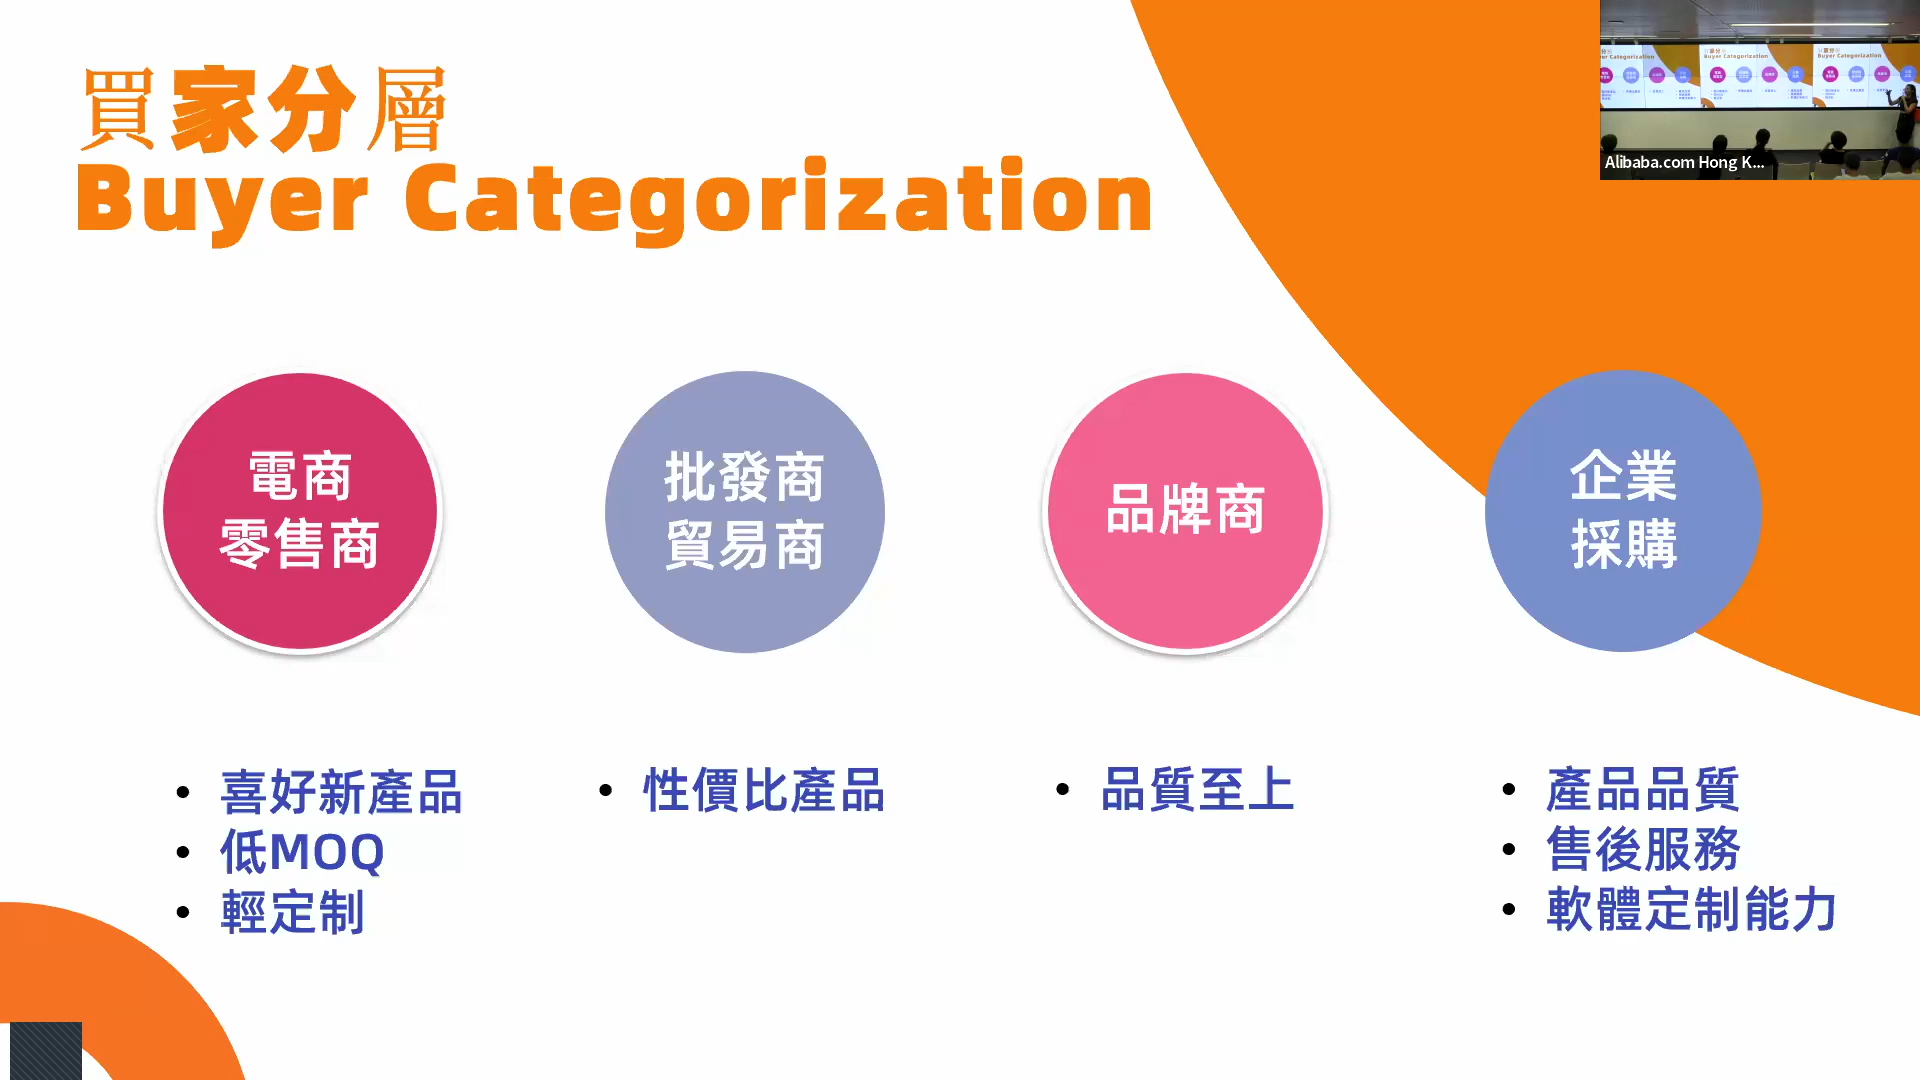 買家分層
Buyer Categorization
Alibaba.com Hong K...
電商
零售商
批發商
貿易商
品牌商
企業
採購
• 喜好新產品
• 低MOQ
• 輕定制
• 性價比產品
• 品質至上
• 產品品質
• 售後服務
• 軟體定制能力